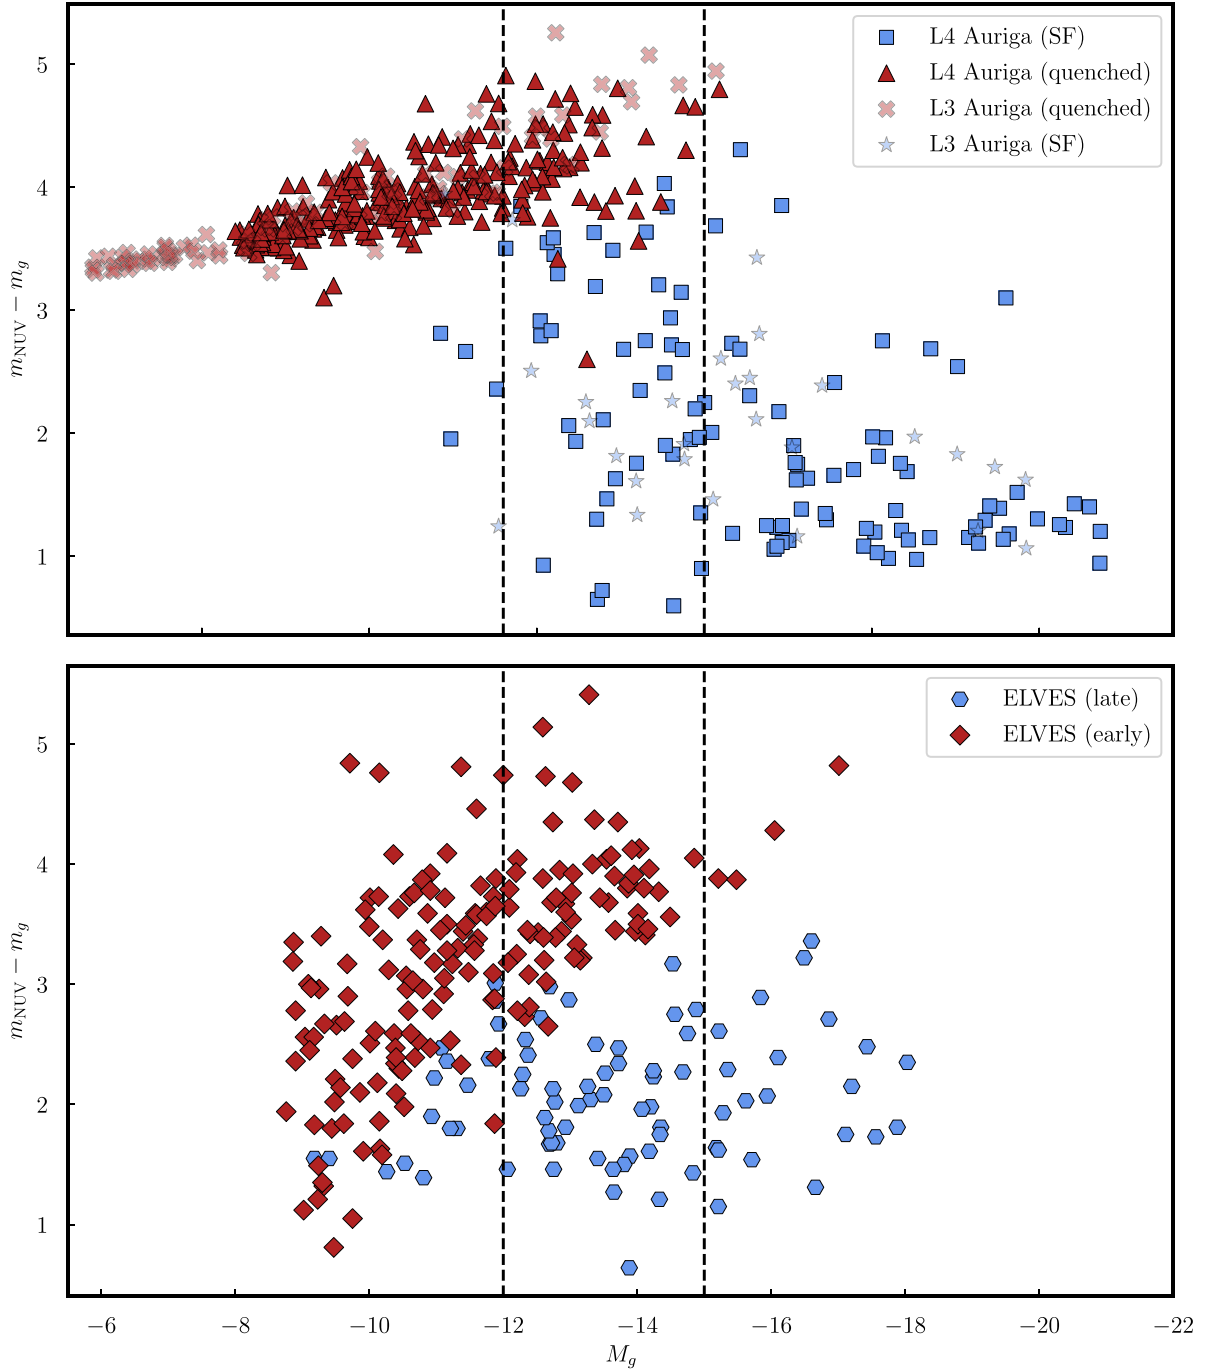 5
4
3
2
1
m_NUV − m_g
L4 Auriga (SF)
L4 Auriga (quenched)
L3 Auriga (quenched)
L3 Auriga (SF)
5
4
3
2
1
m_NUV − m_g
ELVES (late)
ELVES (early)
−6 −8 −10 −12 −14 −16 −18 −20 −22
M_g